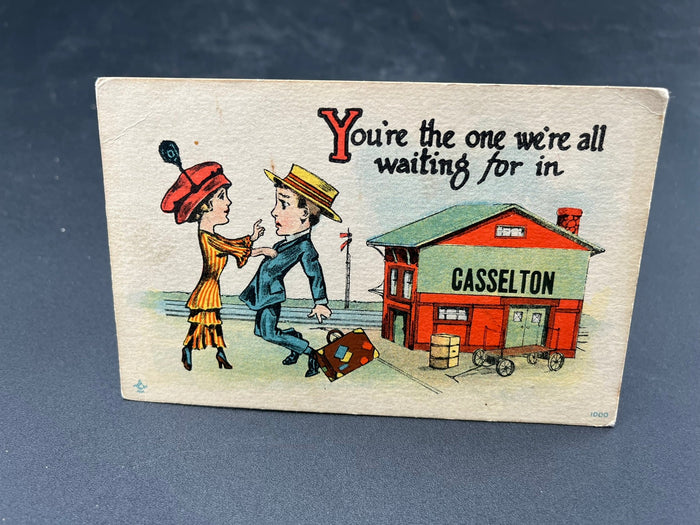 You're the one we're all
waiting for in
CASSELTON
1000